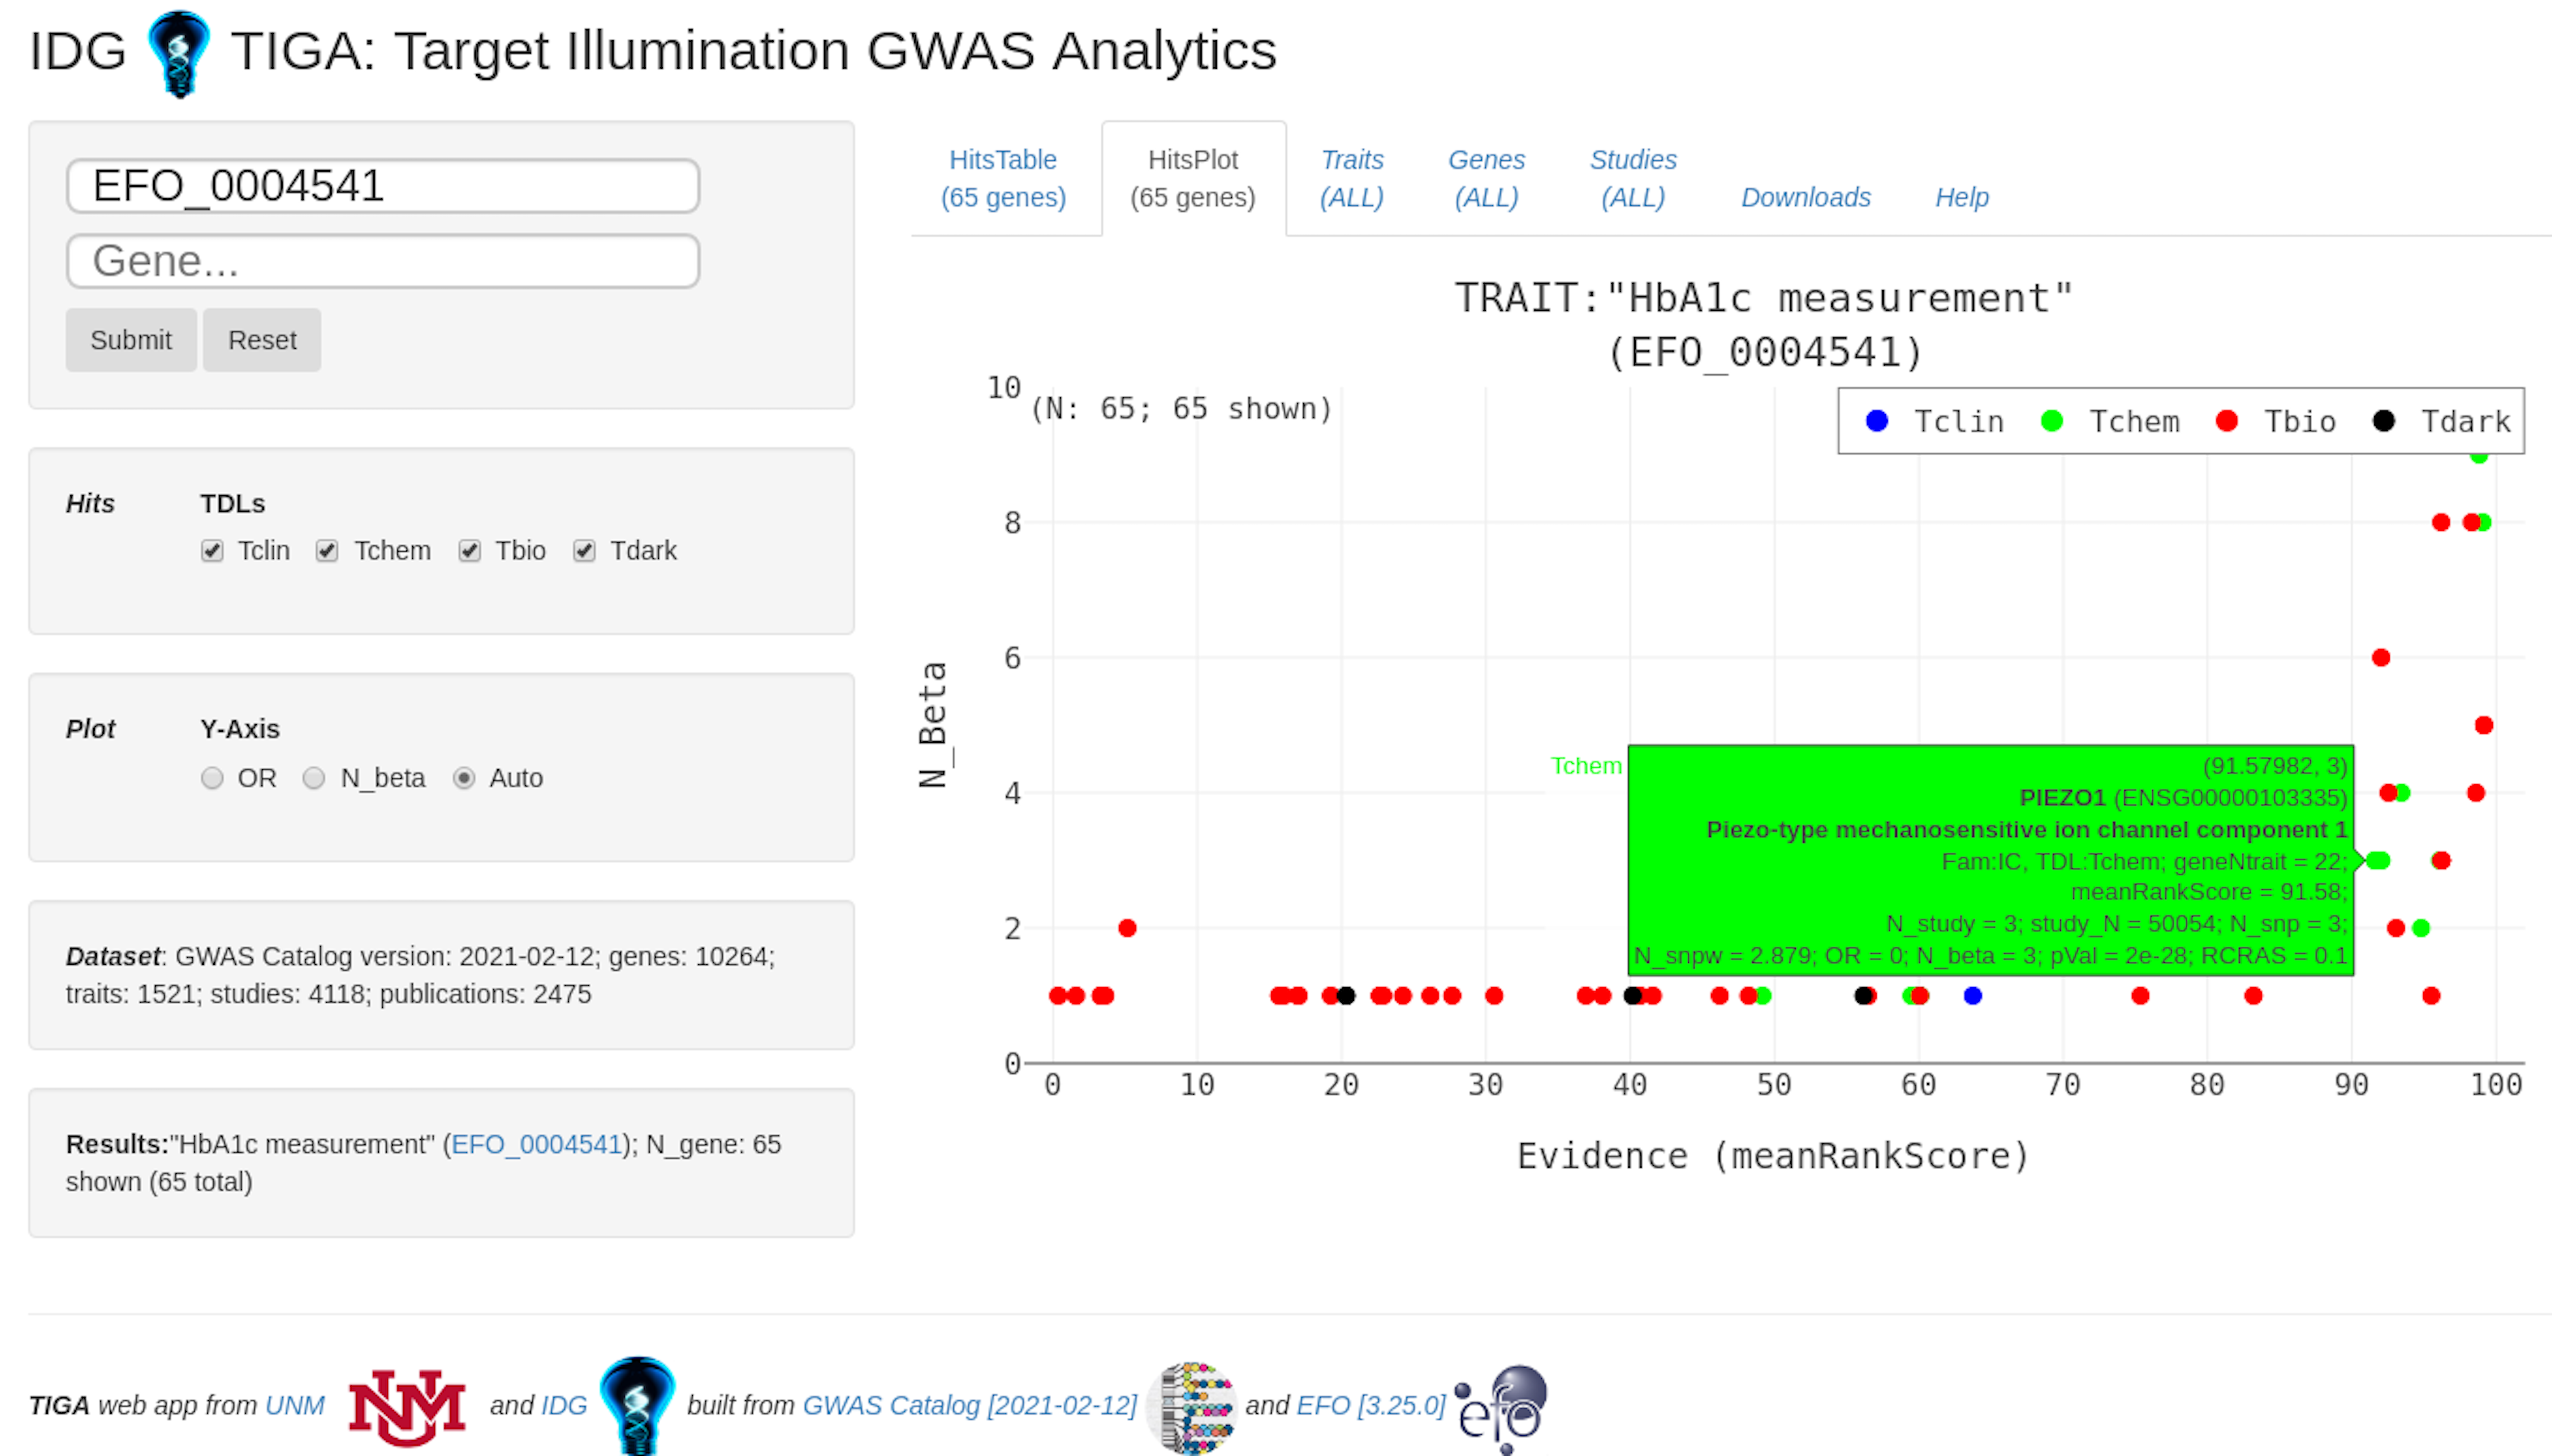 IDG TIGA: Target Illumination GWAS Analytics
EFO_0004541
Gene...
Submit Reset
Hits TDLs
Tclin Tchem Tbio Tdark
Plot Y-Axis
OR N_beta Auto
Dataset: GWAS Catalog version: 2021-02-12; genes: 10264;
traits: 1521; studies: 4118; publications: 2475
Results:"HbA1c measurement" (EFO_0004541); N_gene: 65
shown (65 total)
HitsTable HitsPlot Traits Genes Studies
(65 genes) (65 genes) (ALL) (ALL) (ALL) Downloads Help
TRAIT:"HbA1c measurement"
(EFO_0004541)
(N: 65; 65 shown)
Tclin Tchem Tbio Tdark
N_Beta
10
8
6
4
2
0
Tchem
(91.57982, 3)
PIEZO1 (ENSG00000103335)
Piezo-type mechanosensitive ion channel component 1
Fam:IC, TDL:Tchem; geneNtrait = 22;
meanRankScore = 91.58;
N_study = 3; study_N = 50054; N_snp = 3;
N_snpw = 2.879; OR = 0; N_beta = 3; pVal = 2e-28; RCRAS = 0.1
0 10 20 30 40 50 60 70 80 90 100
Evidence (meanRankScore)
TIGA web app from UNM NM and IDG built from GWAS Catalog [2021-02-12] and EFO [3.25.0] efo